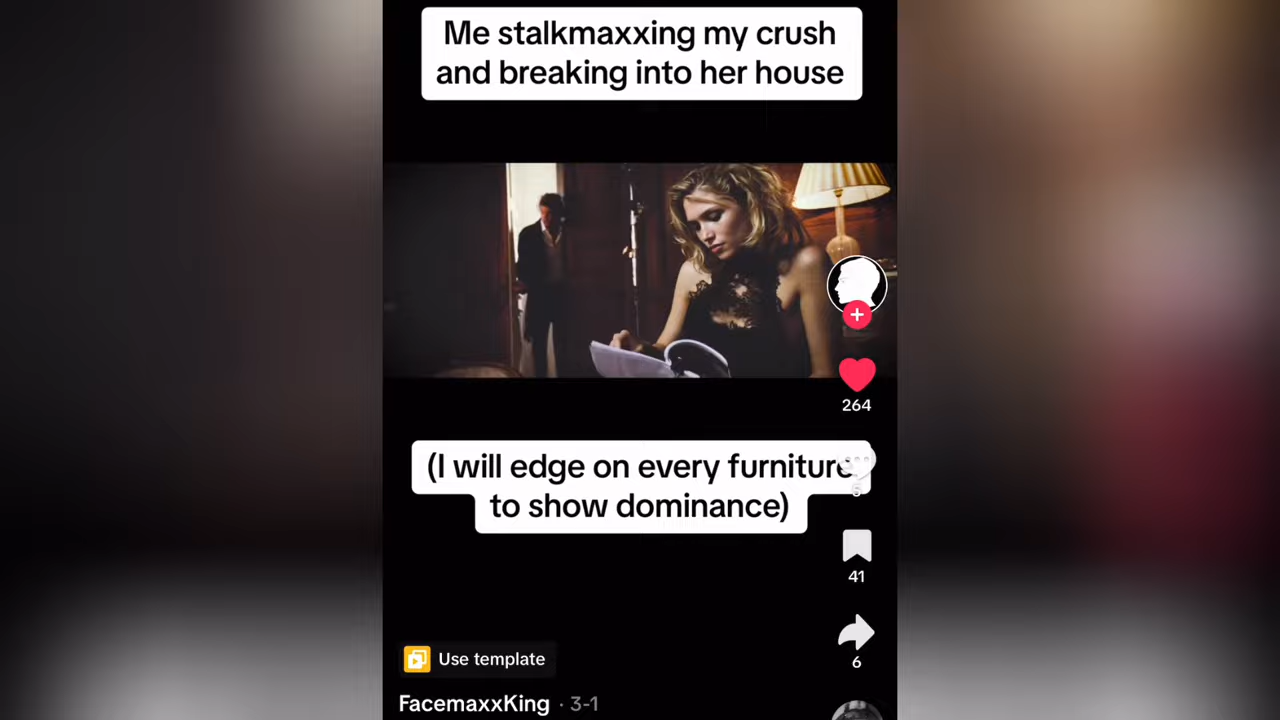 Me stalkmaxxing my crush
and breaking into her house
264
(I will edge on every furniture
to show dominance)
5
41
6
Use template
FacemaxxKing · 3-1